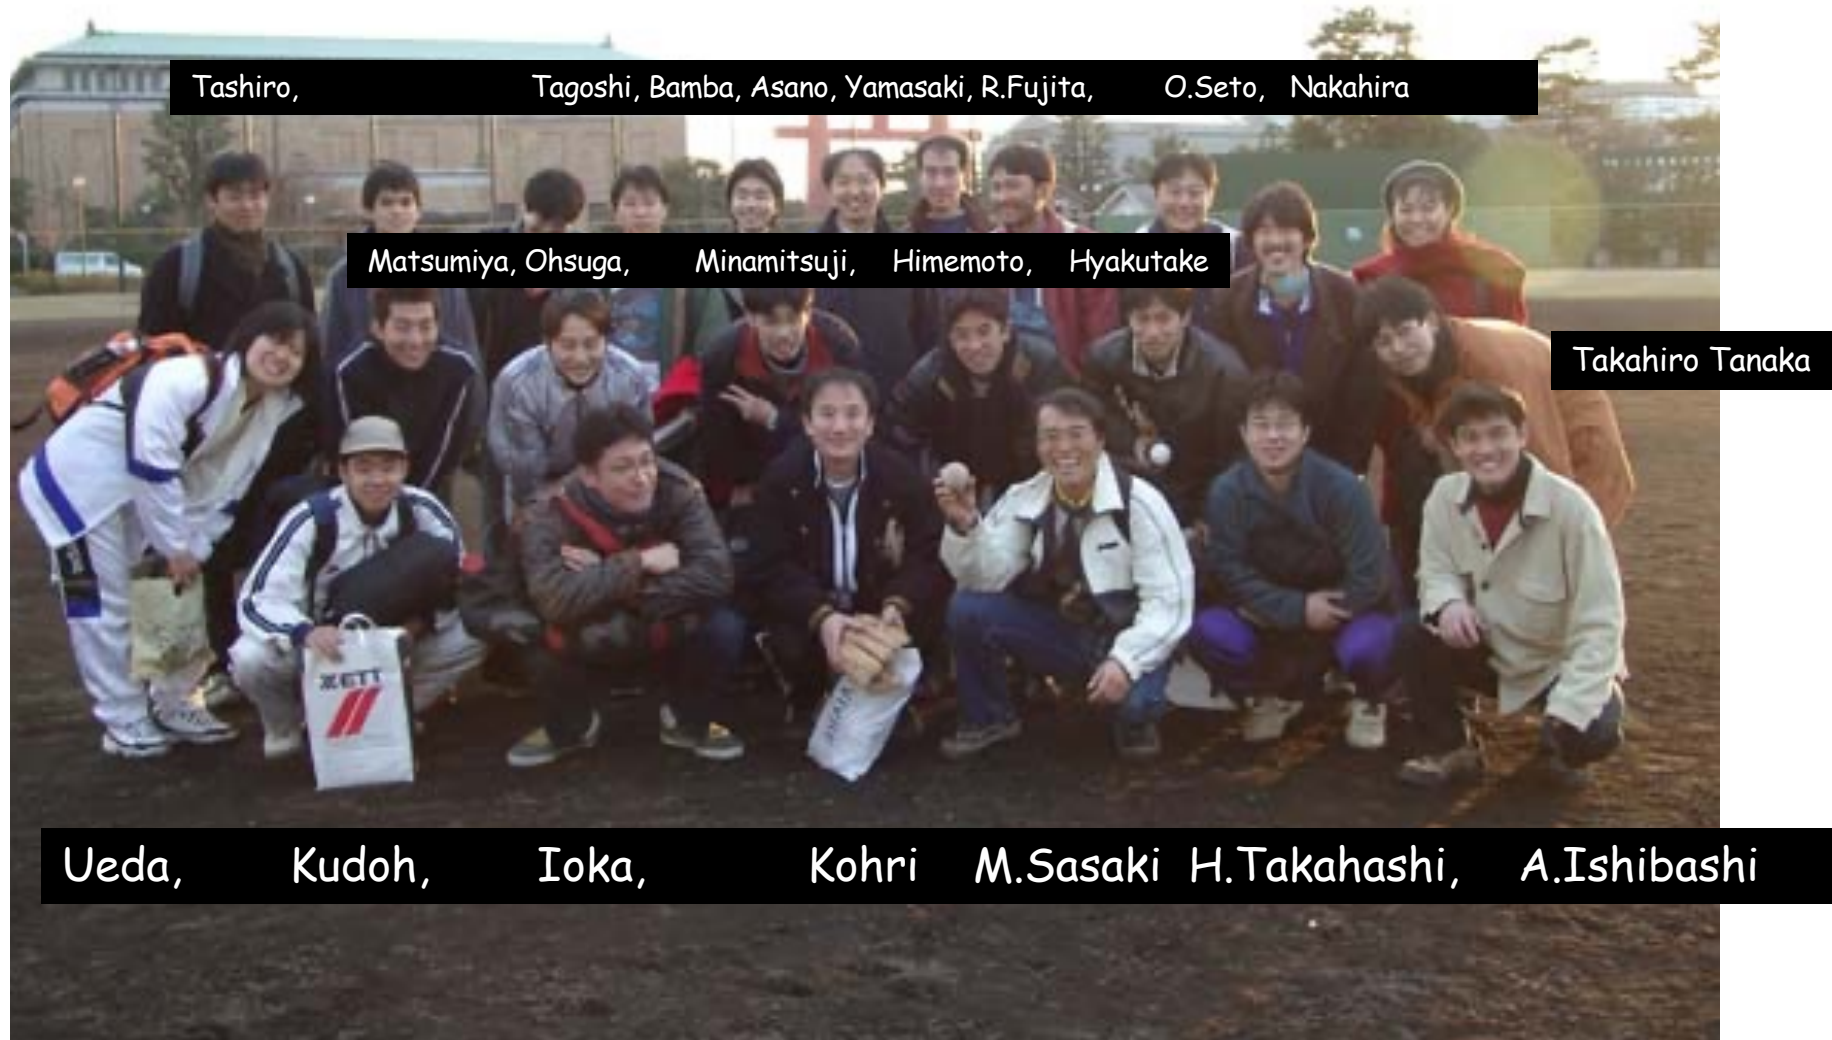 Tashiro, Tagoshi, Bamba, Asano, Yamasaki, R.Fujita, O.Seto, Nakahira
Matsumiya, Ohsuga, Minamitsuji, Himemoto, Hyakutake
Takahiro Tanaka
ZETT
Ueda, Kudoh, Ioka, Kohri M.Sasaki H.Takahashi, A.Ishibashi